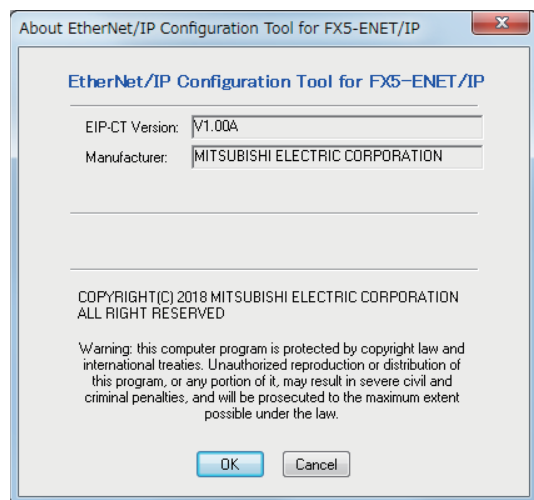 About EtherNet/IP Configuration Tool for FX5-ENET/IP
EtherNet/IP Configuration Tool for FX5-ENET/IP
EIP-CT Version: V1.00A
Manufacturer: MITSUBISHI ELECTRIC CORPORATION
COPYRIGHT(C) 2018 MITSUBISHI ELECTRIC CORPORATION
ALL RIGHT RESERVED
Warning: this computer program is protected by copyright law and
international treaties. Unauthorized reproduction or distribution of
this program, or any portion of it, may result in severe civil and
criminal penalties, and will be prosecuted to the maximum extent
possible under the law.
OK Cancel